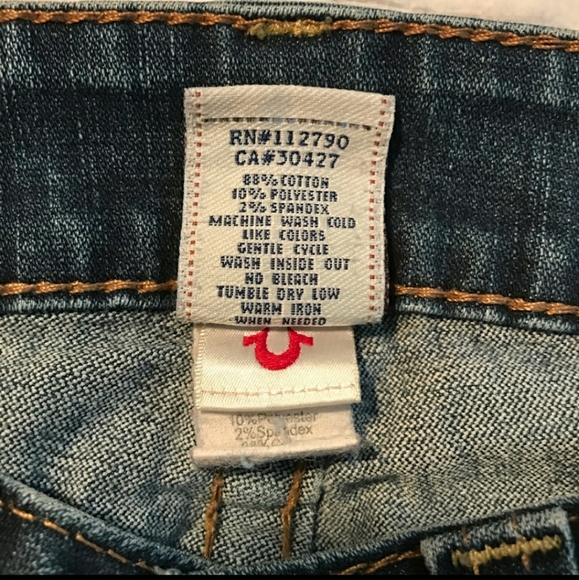 RN#112790
CA#30427
88% COTTON
10% POLYESTER
2% SPANDEX
MACHINE WASH COLD
LIKE COLORS
GENTLE CYCLE
WASH INSIDE OUT
NO BLEACH
TUMBLE DRY LOW
WARM IRON
WHEN NEEDED
10% Polyester
2% Spandex